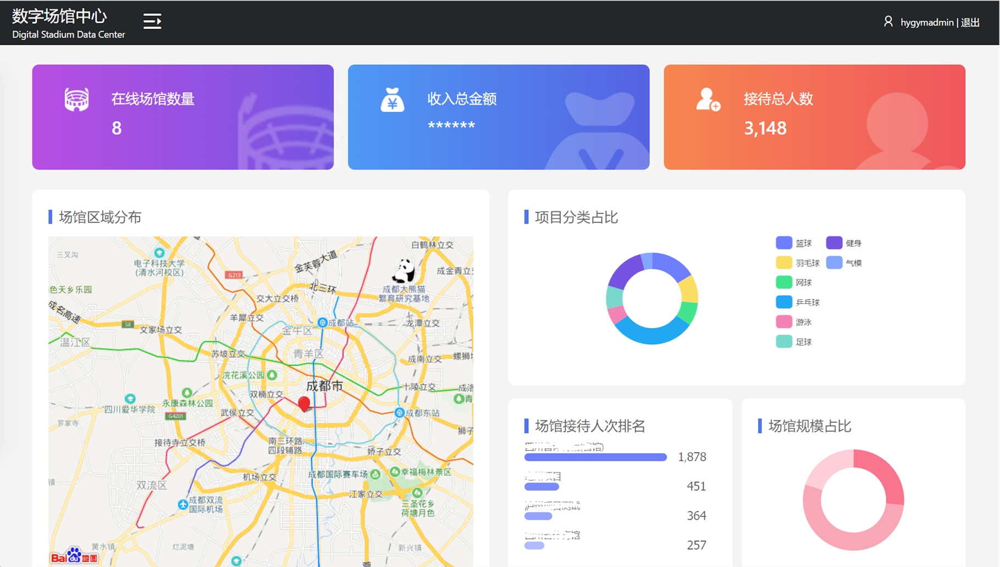 数字场馆中心
Digital Stadium Data Center
hygymadmin | 退出
在线场馆数量
8
收入总金额
******
接待总人数
3,148
场馆区域分布
白鹤林立交
三叉沟
电子科技大学
(清水河校区)
金芙蓉大道
成金青立交
G213
北三环
色天乡乐园
成都大熊猫
繁育研究基地
交大立交桥
成名高速
羊犀立交
S8
成都站
龙潭立交
文家场立交
金牛区
温江区
苏坡立交
青羊区
成南立交
螺狮
浣花溪公园
成都市
十陵立交
成洛
双楠立交
青
四川爱华学院
永康森林公园
武侯立交
成都东站
G4201
罗家寺
狮子
接待寺立交桥
南三环路
四段辅路
娇子立交
成都国际赛车场
幸福梅林景区
机场立交
双流区
镇
江家立交
成都双流
国际机场
三圣花乡
荷塘月色
黄水镇
烂泥塘
新兴镇
Bai du 地图
项目分类占比
篮球
健身
羽毛球
气模
网球
乒乓球
游泳
足球
场馆接待人次排名
1,878
451
364
257
场馆规模占比